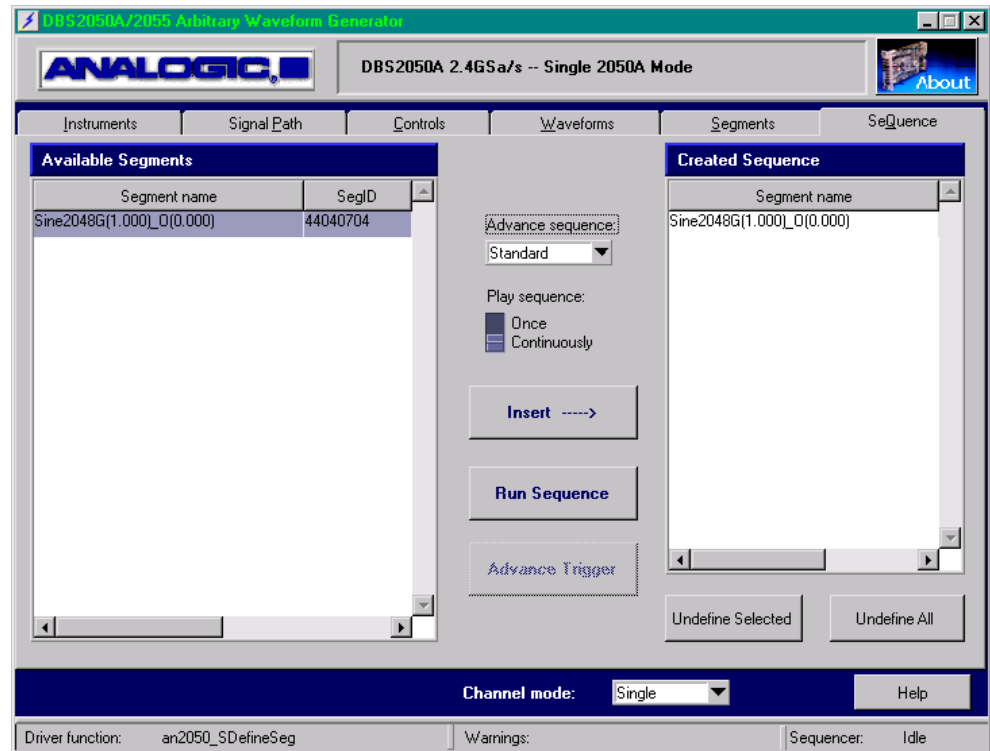 DBS2050A/2055 Arbitrary Waveform Generator
ANALOGIC.
DBS2050A 2.4GSa/s -- Single 2050A Mode
About
Instruments
Signal Path
Controls
Waveforms
Segments
SeQuence
Available Segments
Segment name
SegID
Sine2048G(1.000)_O(0.000)
44040704
Advance sequence:
Standard
Play sequence:
Once
Continuously
Insert ----->
Run Sequence
Advance Trigger
Created Sequence
Segment name
Sine2048G(1.000)_O(0.000)
Undefine Selected
Undefine All
Channel mode:
Single
Help
Driver function:
an2050_SDefineSeg
Warnings:
Sequencer:
Idle